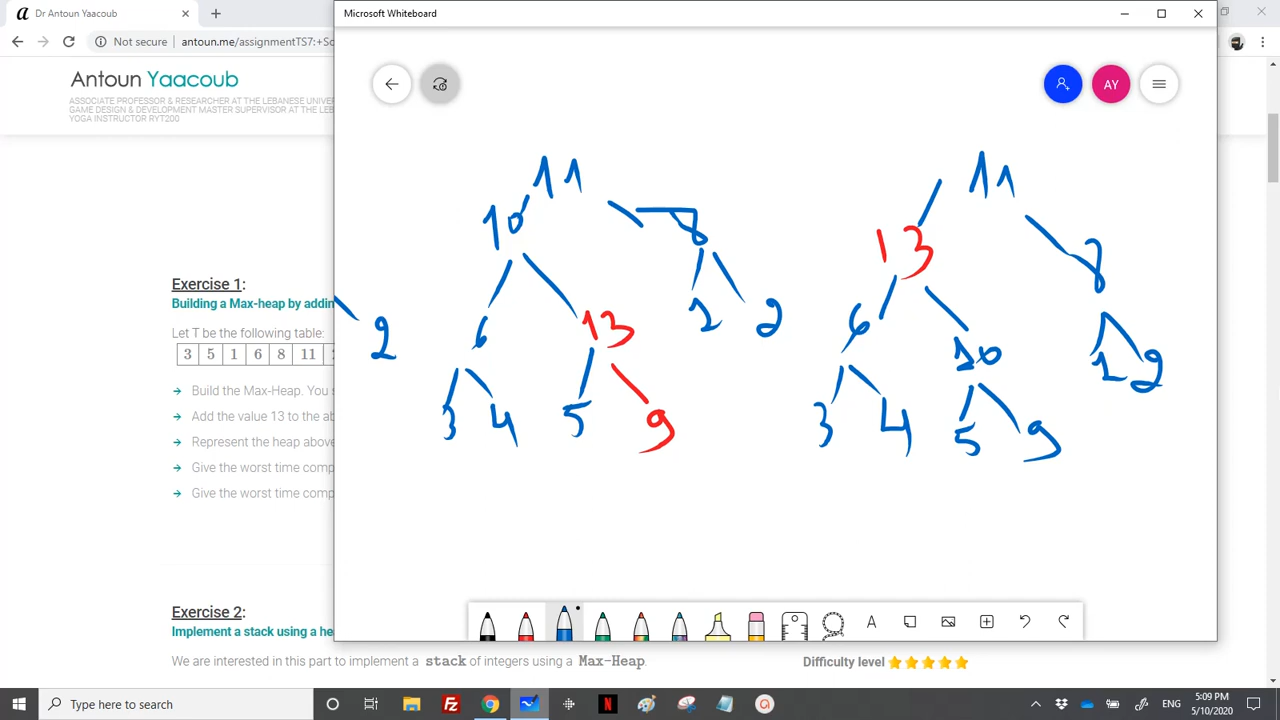 Dr Antoun Yaacoub
Microsoft Whiteboard
Not secure antoun.me/assignmentTS7:+Sc
Antoun Yaacoub
ASSOCIATE PROFESSOR & RESEARCHER AT THE LEBANESE UNIVER
GAME DESIGN & DEVELOPMENT MASTER SUPERVISOR AT THE LEB
YOGA INSTRUCTOR RYT200
AY
11
10 8
6 13 1 2
3 4 5 9
2
11
13 8
6 10 1 2
3 4 5 9
Exercise 1:
Building a Max-heap by addin
Let T be the following table:
3 5 1 6 8 11
Build the Max-Heap. You s
Add the value 13 to the ab
Represent the heap above
Give the worst time comp
Give the worst time comp
Exercise 2:
Implement a stack using a he
We are interested in this part to implement a stack of integers using a Max-Heap.
Difficulty level
Type here to search
ENG
5:09 PM
5/10/2020